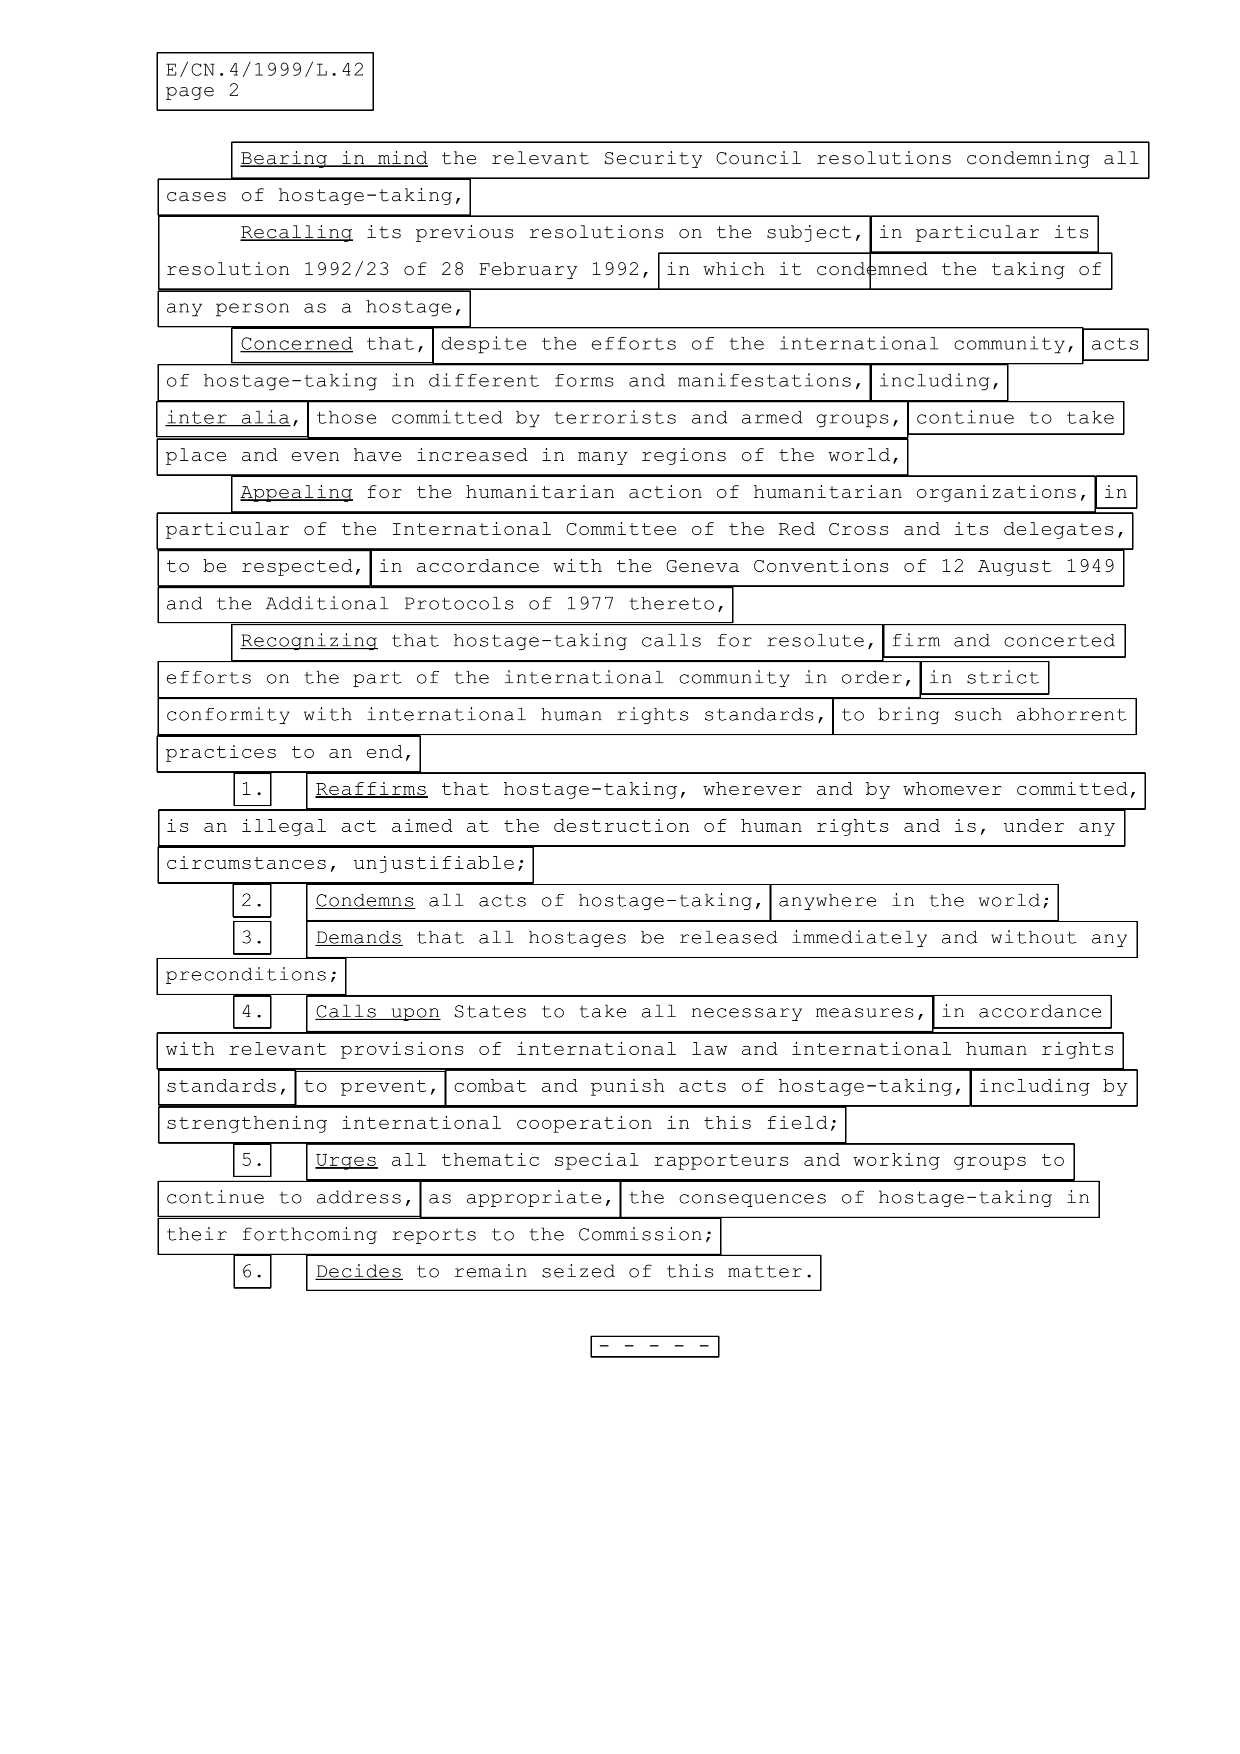 E/CN.4/1999/L.42
page 2
Bearing in mind the relevant Security Council resolutions condemning all
cases of hostage-taking,
Recalling its previous resolutions on the subject, in particular its
resolution 1992/23 of 28 February 1992, in which it condemned the taking of
any person as a hostage,
Concerned that, despite the efforts of the international community, acts
of hostage-taking in different forms and manifestations, including,
inter alia, those committed by terrorists and armed groups, continue to take
place and even have increased in many regions of the world,
Appealing for the humanitarian action of humanitarian organizations, in
particular of the International Committee of the Red Cross and its delegates,
to be respected, in accordance with the Geneva Conventions of 12 August 1949
and the Additional Protocols of 1977 thereto,
Recognizing that hostage-taking calls for resolute, firm and concerted
efforts on the part of the international community in order, in strict
conformity with international human rights standards, to bring such abhorrent
practices to an end,
1. Reaffirms that hostage-taking, wherever and by whomever committed,
is an illegal act aimed at the destruction of human rights and is, under any
circumstances, unjustifiable;
2. Condemns all acts of hostage-taking, anywhere in the world;
3. Demands that all hostages be released immediately and without any
preconditions;
4. Calls upon States to take all necessary measures, in accordance
with relevant provisions of international law and international human rights
standards, to prevent, combat and punish acts of hostage-taking, including by
strengthening international cooperation in this field;
5. Urges all thematic special rapporteurs and working groups to
continue to address, as appropriate, the consequences of hostage-taking in
their forthcoming reports to the Commission;
6. Decides to remain seized of this matter.
- - - - -